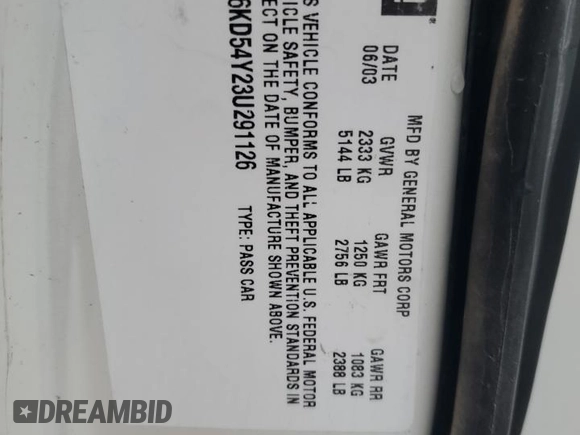 MFD BY GENERAL MOTORS CORP
DATE GVWR GAWR FRT GAWR RR
06/03 2333 KG 1250 KG 1083 KG
5144 LB 2756 LB 2388 LB
VEHICLE CONFORMS TO ALL APPLICABLE U.S. FEDERAL MOTOR
SAFETY, BUMPER, AND THEFT PREVENTION STANDARDS IN
ON THE DATE OF MANUFACTURE SHOWN ABOVE.
6KD54Y23U291126 TYPE: PASS CAR
DREAMBID